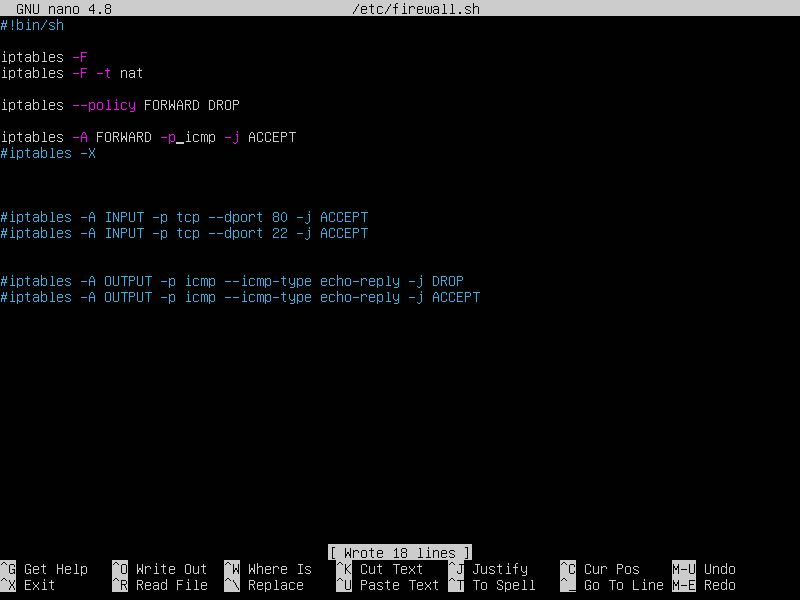 GNU nano 4.8 /etc/firewall.sh
#!bin/sh
iptables -F
iptables -F -t nat
iptables --policy FORWARD DROP
iptables -A FORWARD -p icmp -j ACCEPT
#iptables -X
#iptables -A INPUT -p tcp --dport 80 -j ACCEPT
#iptables -A INPUT -p tcp --dport 22 -j ACCEPT
#iptables -A OUTPUT -p icmp --icmp-type echo-reply -j DROP
#iptables -A OUTPUT -p icmp --icmp-type echo-reply -j ACCEPT
[ Wrote 18 lines ]
^G Get Help ^O Write Out ^W Where Is ^K Cut Text ^J Justify ^C Cur Pos M-U Undo
^X Exit ^R Read File ^\ Replace ^U Paste Text ^T To Spell ^_ Go To Line M-E Redo